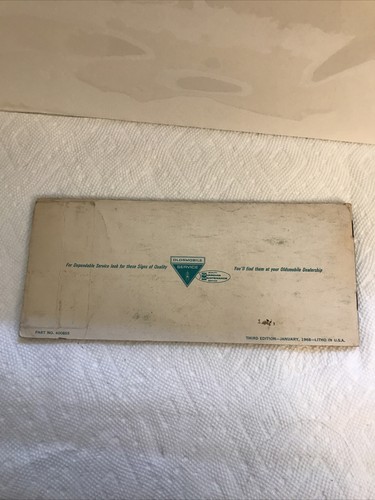 For Dependable Service look for these Signs of Quality
OLDSMOBILE
SERVICE
You'll find them at your Oldsmobile Dealership
PART NO.
THIRD EDITION—JANUARY, 1968—LITHO IN U.S.A.